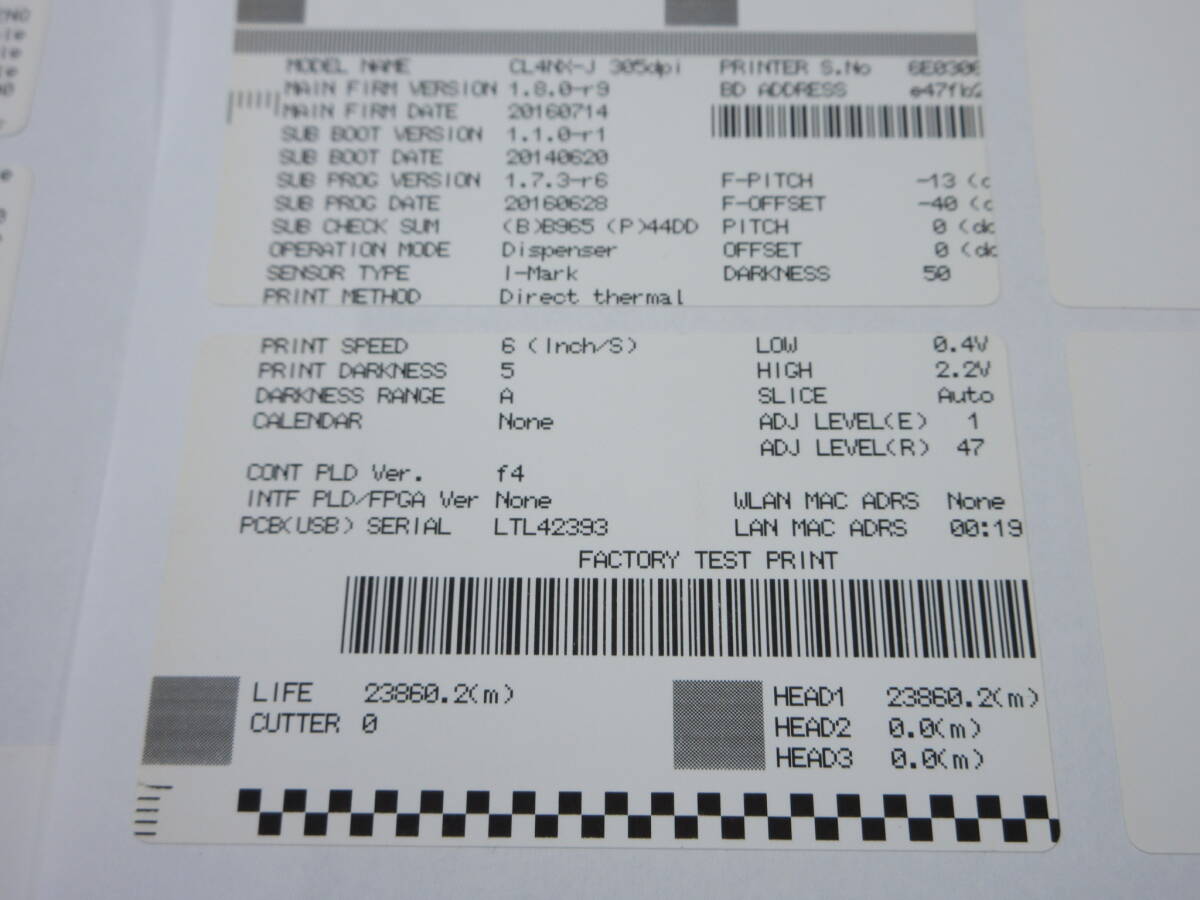 MODEL NAME CL4NX-J 305dpi PRINTER S.No 6E0306
MAIN FIRM VERSION 1.8.0-r9 BD ADDRESS e47fb2
MAIN FIRM DATE 20160714
SUB BOOT VERSION 1.1.0-r1
SUB BOOT DATE 20140620
SUB PROG VERSION 1.7.3-r6 F-PITCH -13 (d
SUB PROG DATE 20160628 F-OFFSET -40 (d
SUB CHECK SUM (B)B965 (P)44DD PITCH 0 (do
OPERATION MODE Dispenser OFFSET 0 (do
SENSOR TYPE I-Mark DARKNESS 50
PRINT METHOD Direct thermal
PRINT SPEED 6 (Inch/S) LOW 0.4V
PRINT DARKNESS 5 HIGH 2.2V
DARKNESS RANGE A SLICE Auto
CALENDAR None ADJ LEVEL(E) 1
ADJ LEVEL(R) 47
CONT PLD Ver. f4
INTF PLD/FPGA Ver None WLAN MAC ADRS None
PCB(USB) SERIAL LTL42393 LAN MAC ADRS 00:19
FACTORY TEST PRINT
LIFE 23860.2(m) HEAD1 23860.2(m)
CUTTER 0 HEAD2 0.0(m)
HEAD3 0.0(m)